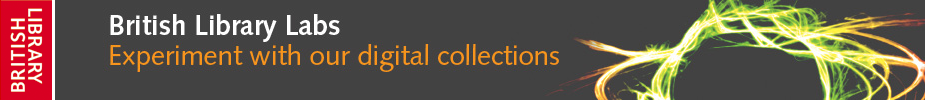 BRITISH
LIBRARY
British Library Labs
Experiment with our digital collections